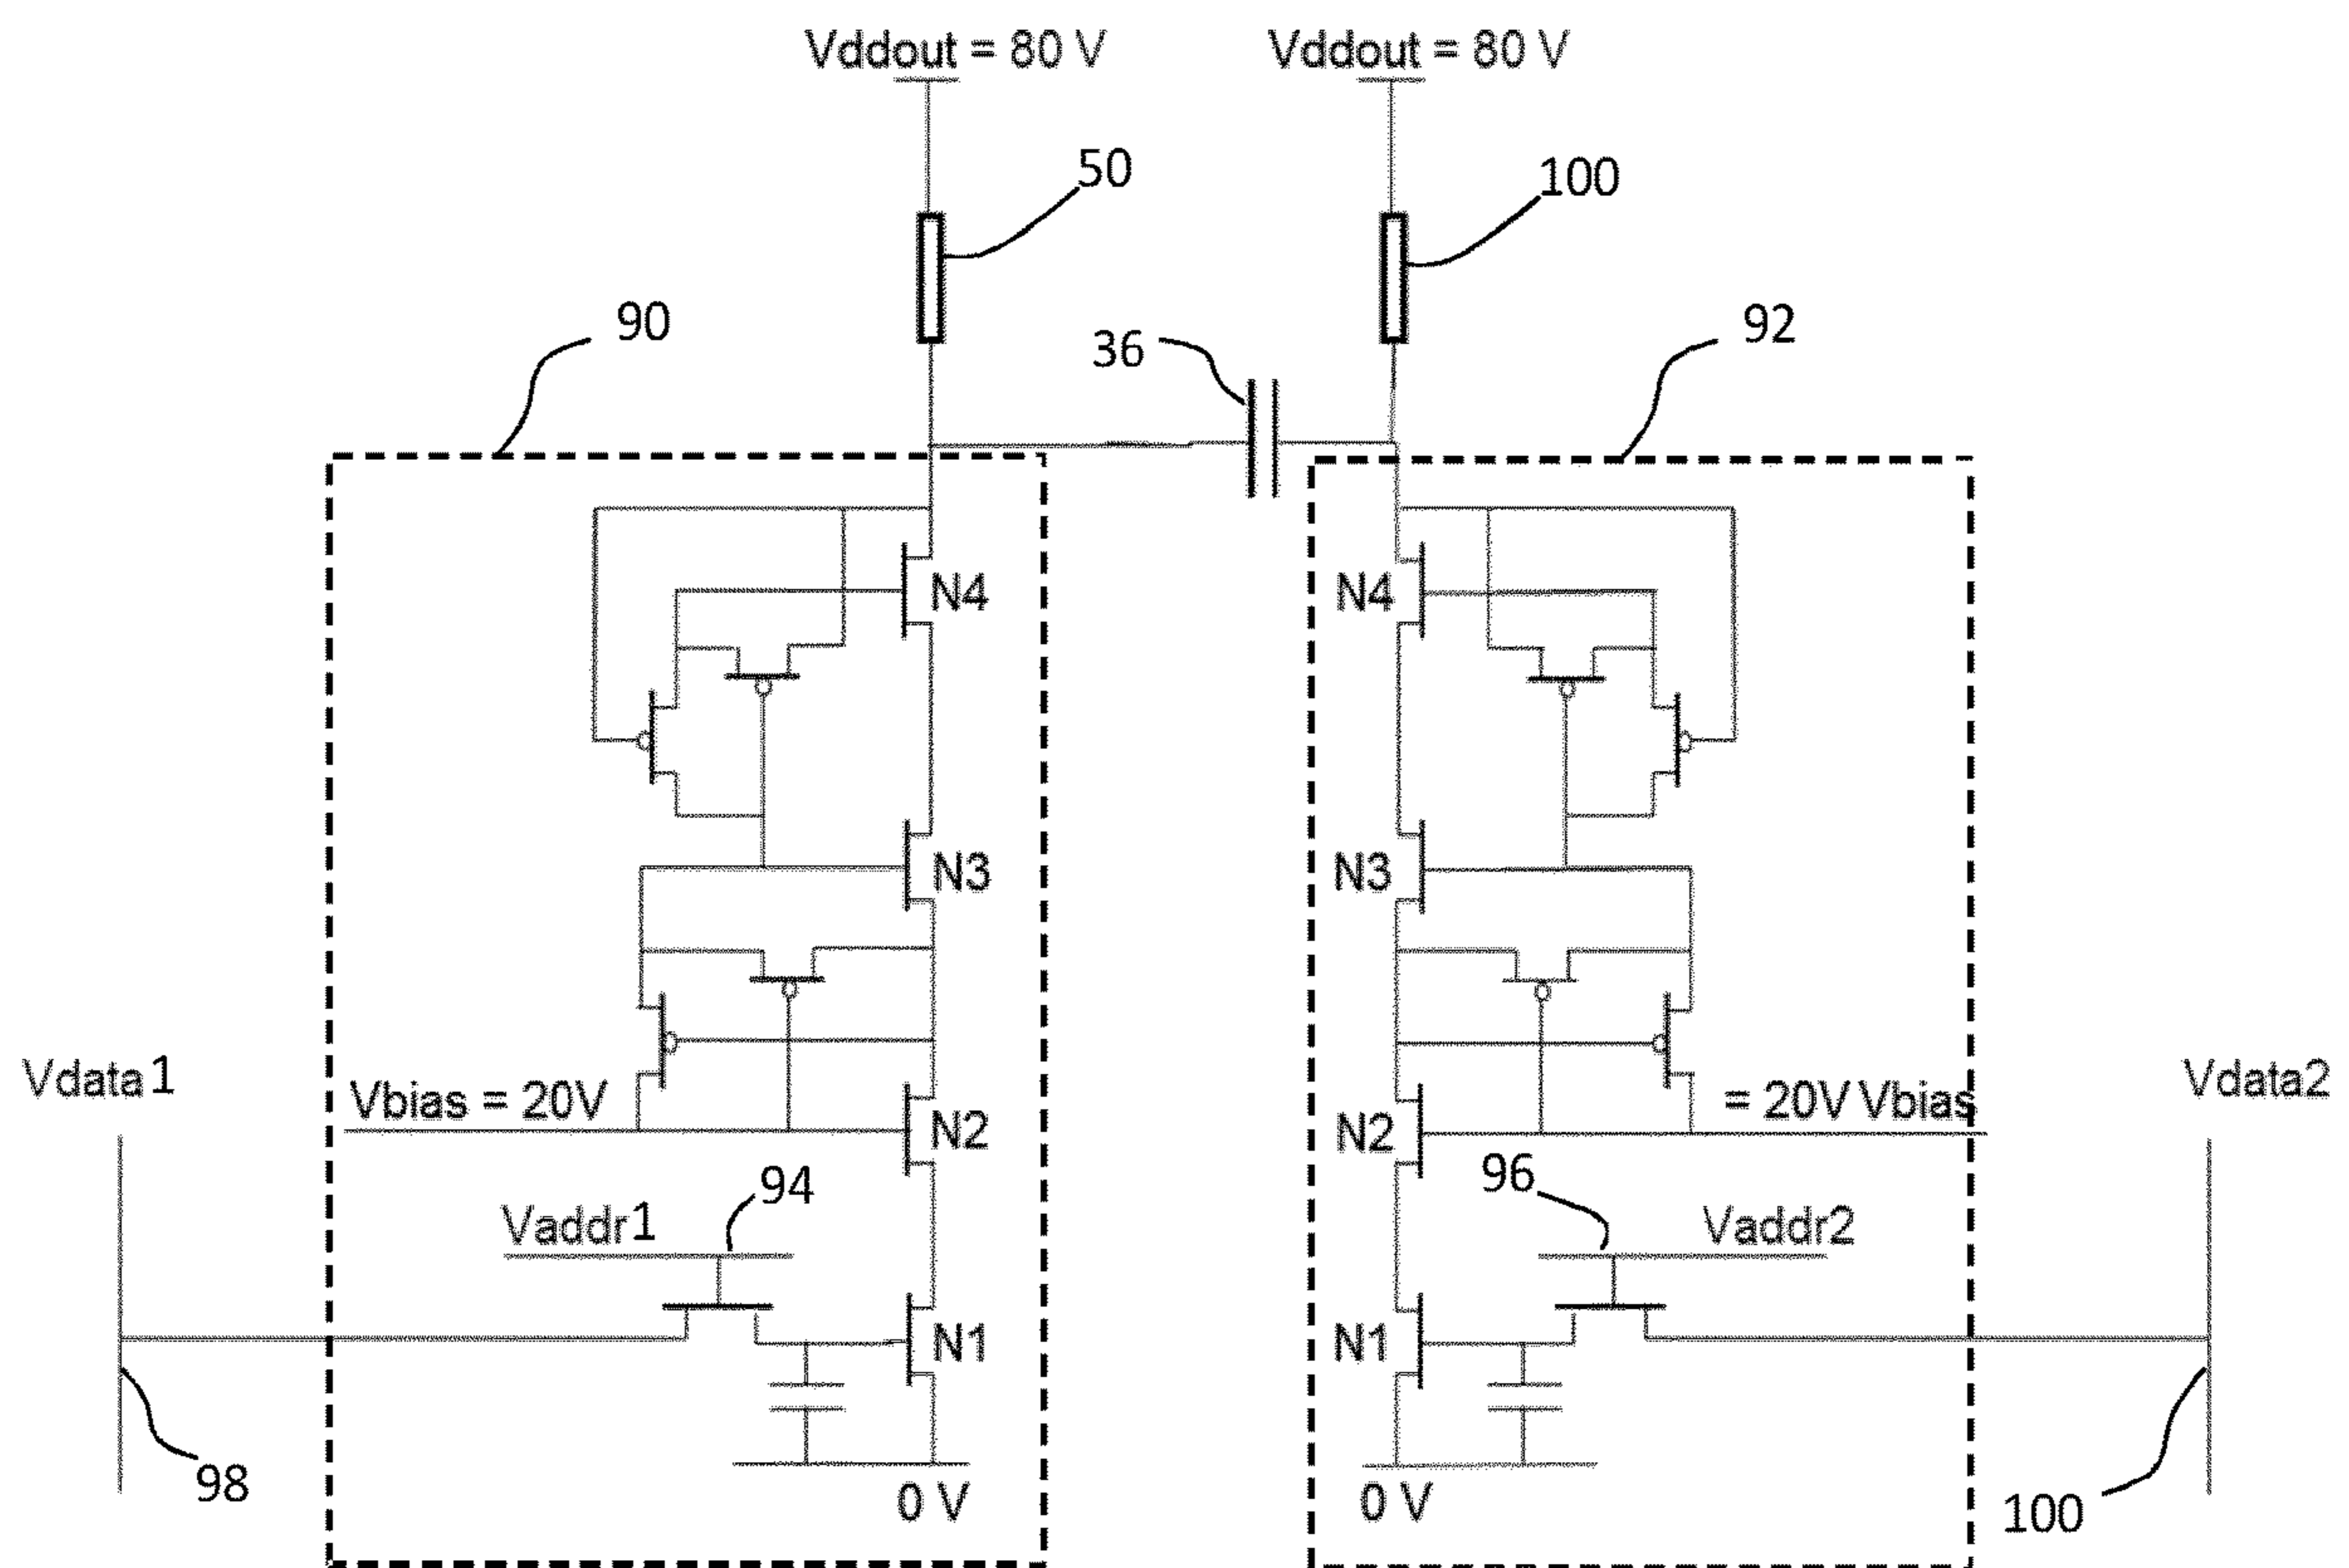 Vddout = 80 V
Vddout = 80 V
50
100
90
36
92
N4
N4
N3
N3
Vdata1
Vbias = 20V
N2
N2
= 20V Vbias
Vdata2
94
96
Vaddr1
Vaddr2
N1
N1
98
0 V
0 V
100